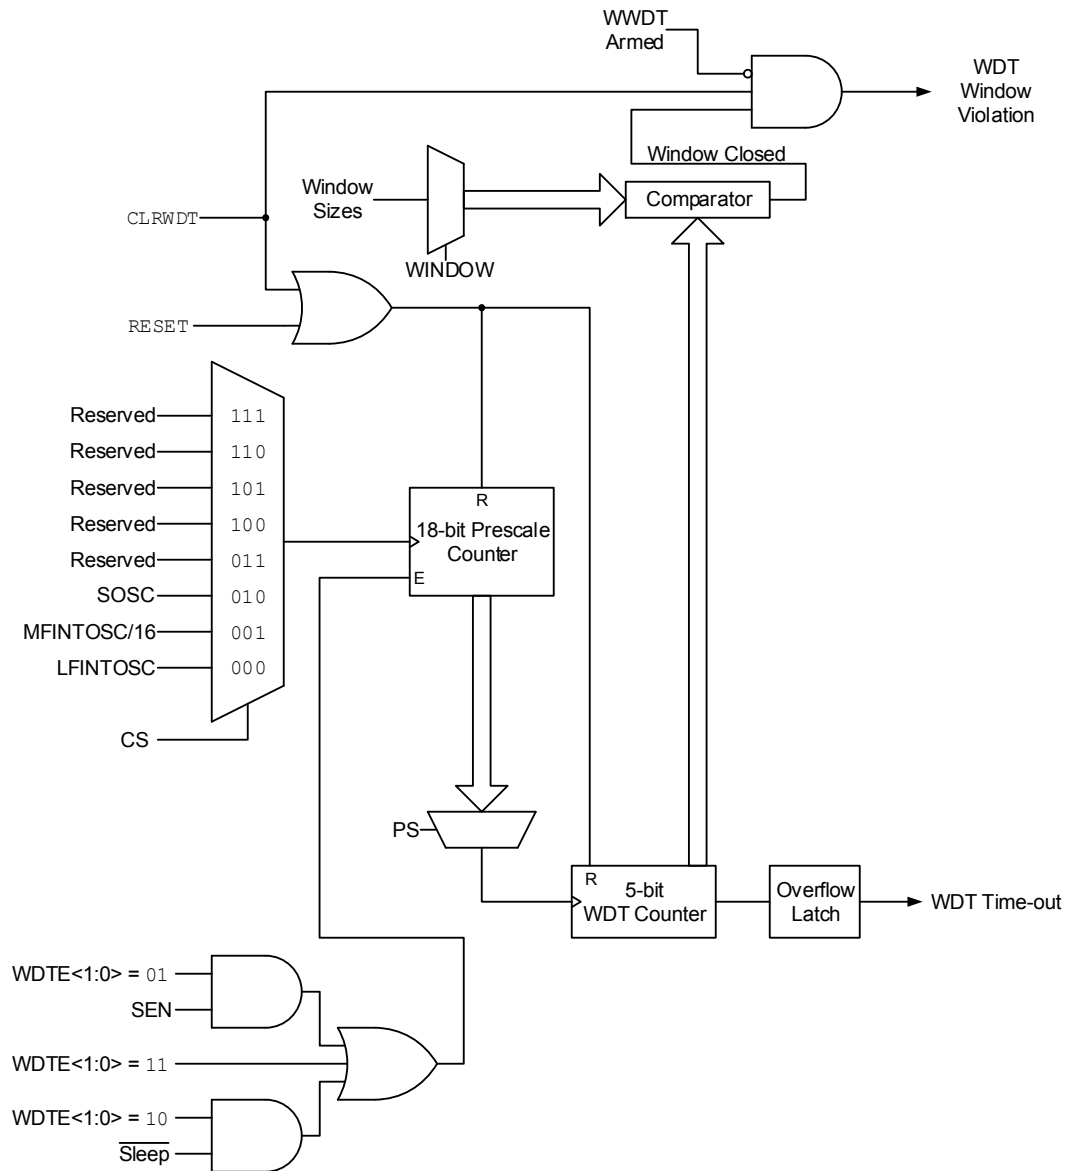 WWDT
Armed
WDT
Window
Violation
Window Closed
Window
Sizes
Comparator
CLRWDT
WINDOW
RESET
Reserved 111
Reserved 110
Reserved 101
Reserved 100
Reserved 011
SOSC 010
MFINTOSC/16 001
LFINTOSC 000
CS
R
18-bit Prescale
Counter
E
PS
R
5-bit
WDT Counter
Overflow
Latch
WDT Time-out
WDTE<1:0> = 01
SEN
WDTE<1:0> = 11
WDTE<1:0> = 10
Sleep